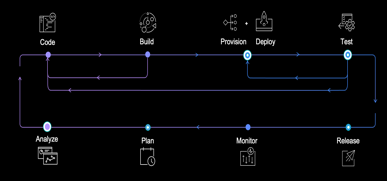 Code
Build
Provision + Deploy
Test
Analyze
Plan
Monitor
Release